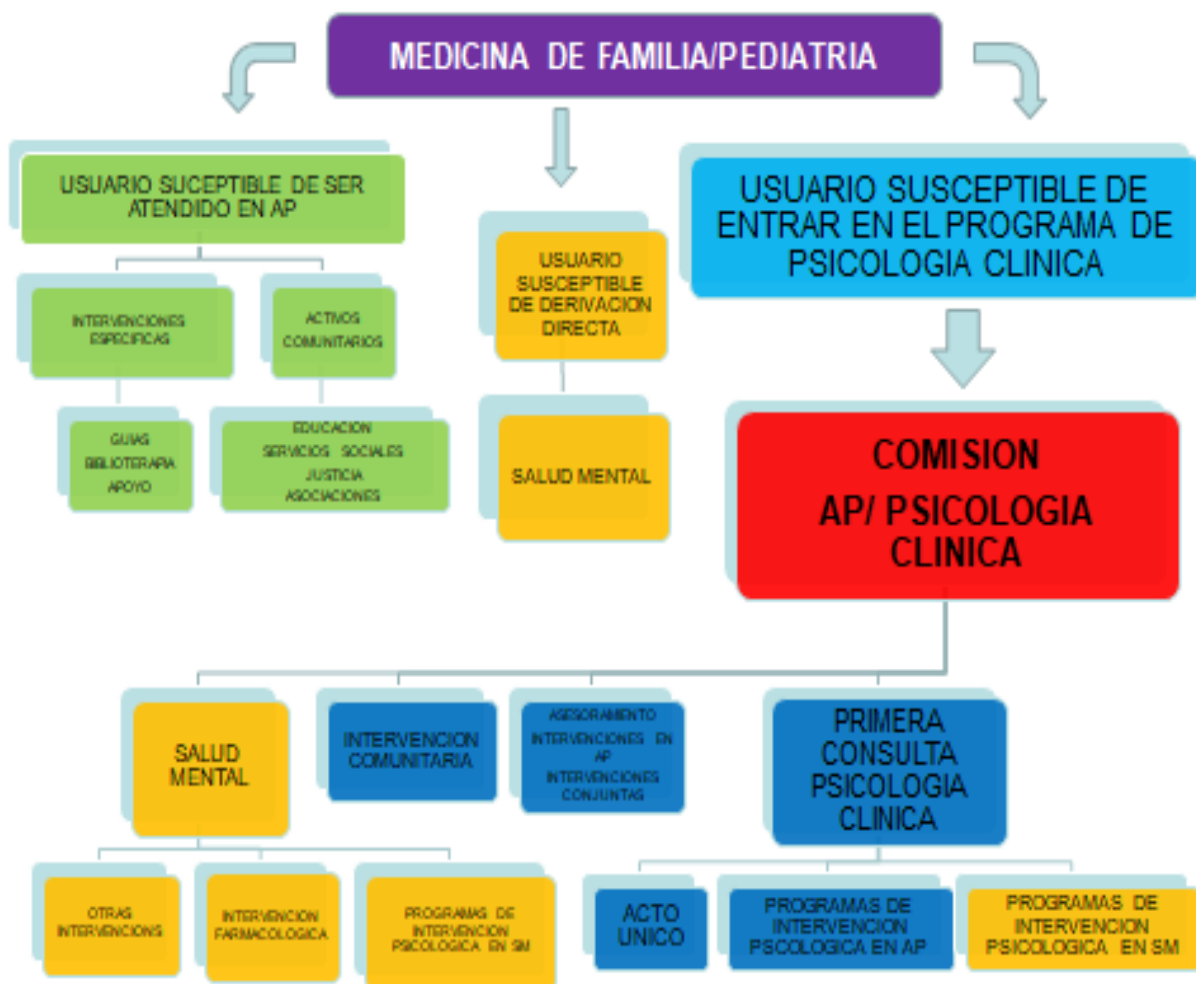 MEDICINA DE FAMILIA/PEDIATRIA
USUARIO SUCEPTIBLE DE SER
ATENDIDO EN AP
USUARIO
SUSCEPTIBLE
DE DERIVACION
DIRECTA
USUARIO SUSCEPTIBLE DE
ENTRAR EN EL PROGRAMA DE
PSICOLOGIA CLINICA
INTERVENCIONES
ESPECIFICAS
ACTIVOS
COMUNITARIOS
GUIAS
BIBLIOTERAPIA
APOYO
EDUCACION
SERVICIOS SOCIALES
JUSTICIA
ASOCIACIONES
SALUD MENTAL
COMISION
AP/ PSICOLOGIA
CLINICA
SALUD
MENTAL
INTERVENCION
COMUNITARIA
ASESORAMIENTO
INTERVENCIONES EN
AP
INTERVENCIONES
CONJUNTAS
PRIMERA
CONSULTA
PSICOLOGIA
CLINICA
OTRAS
INTERVENCIONS
INTERVENCION
FARMACOLOGICA
PROGRAMAS DE
INTERVENCION
PSICOLOGICA EN SM
ACTO
UNICO
PROGRAMAS DE
INTERVENCION
PSCOLOGICA EN AP
PROGRAMAS DE
INTERVENCION
PSICOLOGICA EN SM